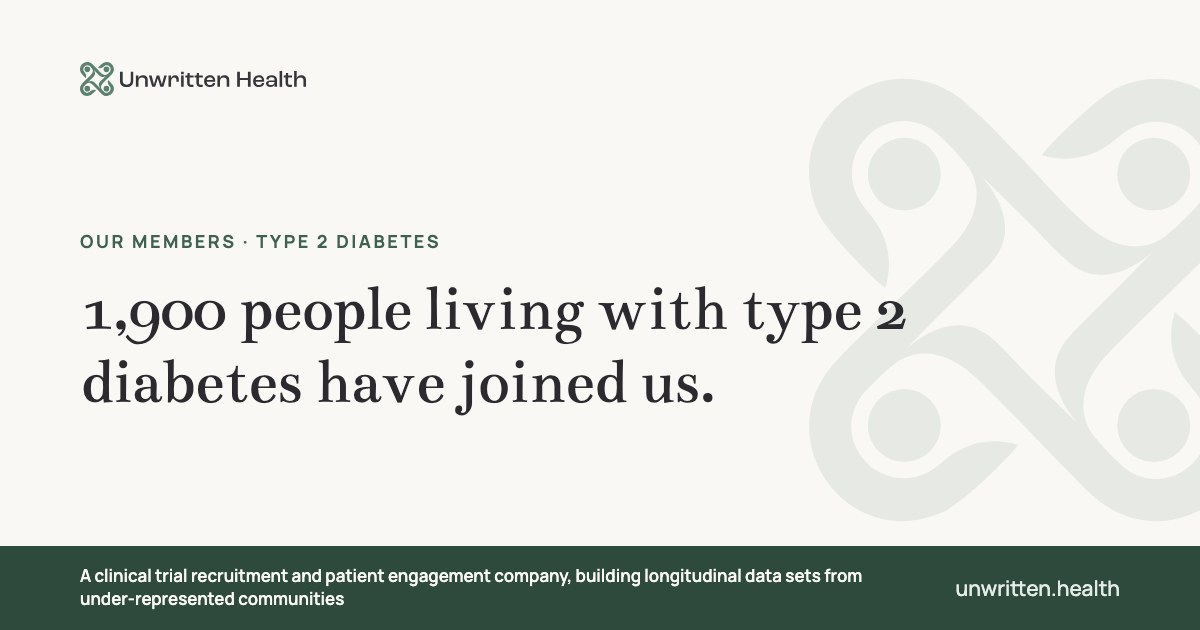 Unwritten Health
OUR MEMBERS · TYPE 2 DIABETES
1,900 people living with type 2
diabetes have joined us.
A clinical trial recruitment and patient engagement company, building longitudinal data sets from
under-represented communities
unwritten.health